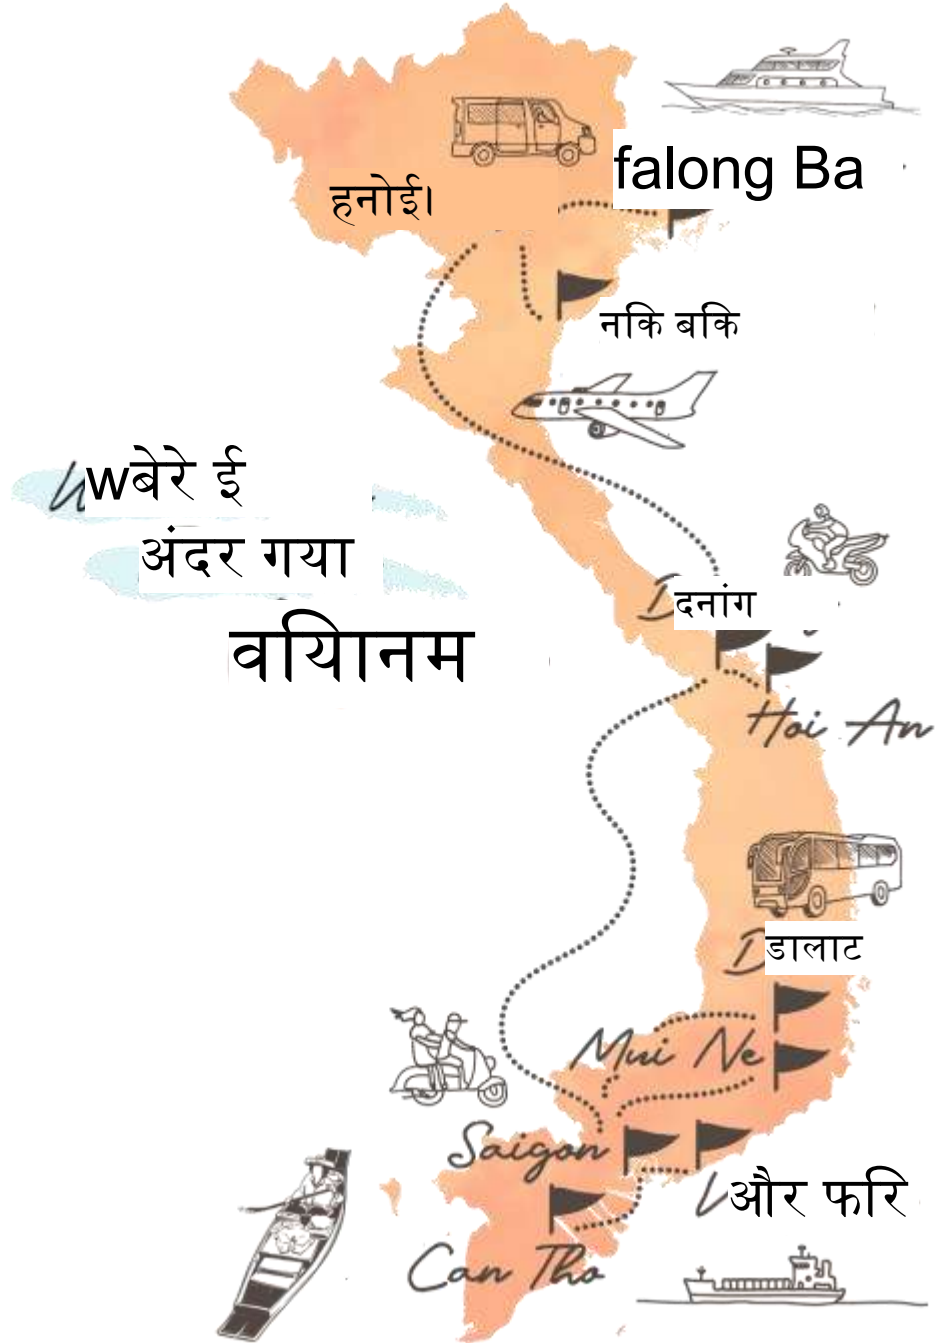 falong Ba
हनोई।
नकि बकि
wबेरे ई
अंदर गया
वयिानम
दनांग
Hoi An
डालाट
Mui Ne
Saigon
और फरि
Can Tho